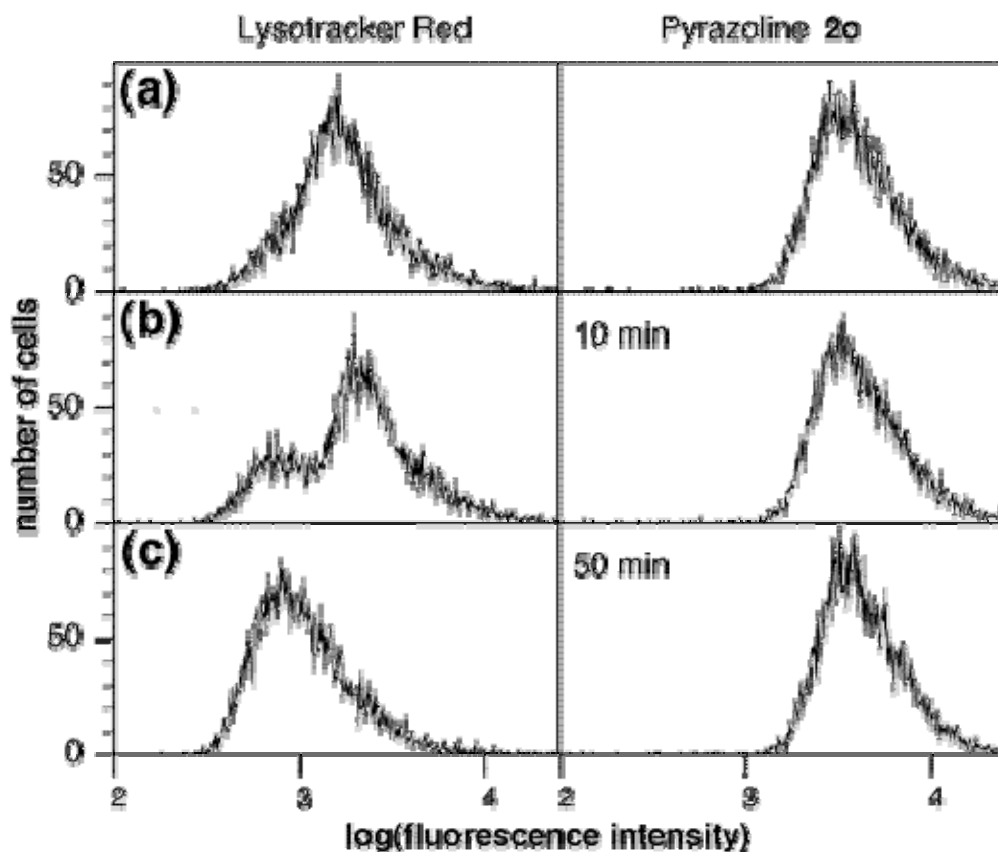 Lysotracker Red Pyrazoline 2c
(a)
50
0
(b) 10 min
50
0
(c) 50 min
50
0
2 3 4 2 3 4
number of cells
log(fluorescence intensity)